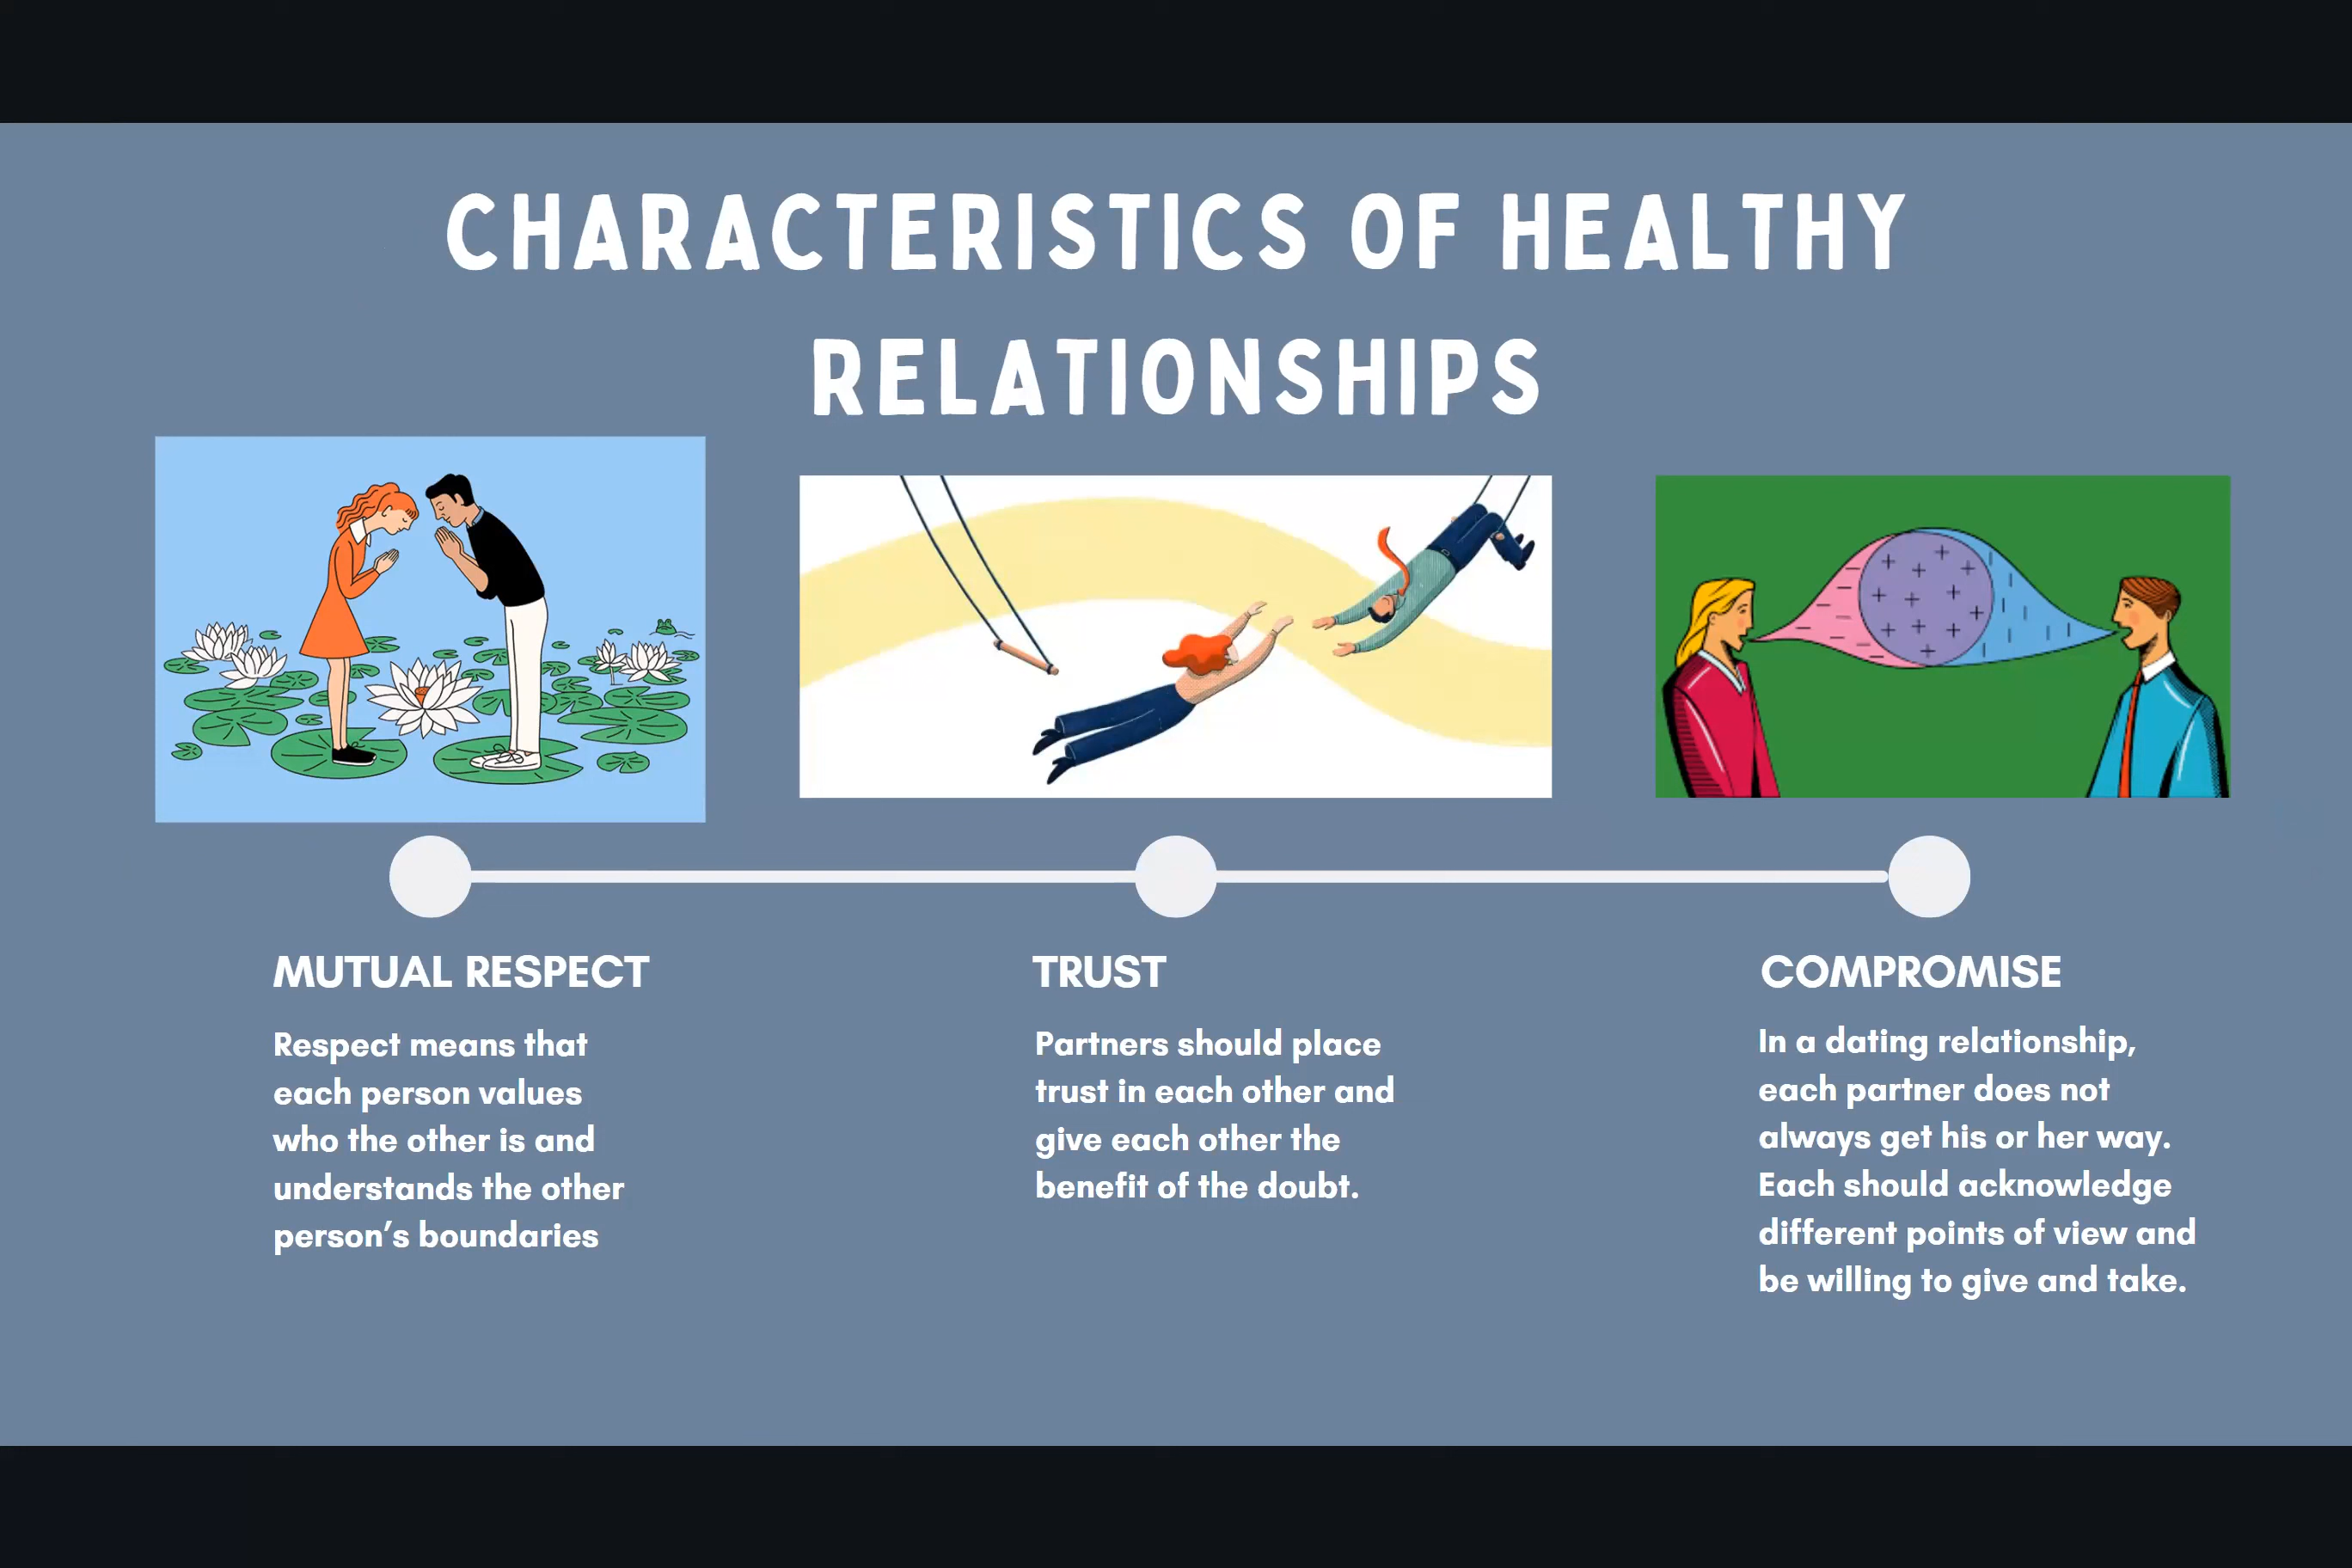 CHARACTERISTICS OF HEALTHY
RELATIONSHIPS
MUTUAL RESPECT
Respect means that
each person values
who the other is and
understands the other
person’s boundaries
TRUST
Partners should place
trust in each other and
give each other the
benefit of the doubt.
COMPROMISE
In a dating relationship,
each partner does not
always get his or her way.
Each should acknowledge
different points of view and
be willing to give and take.